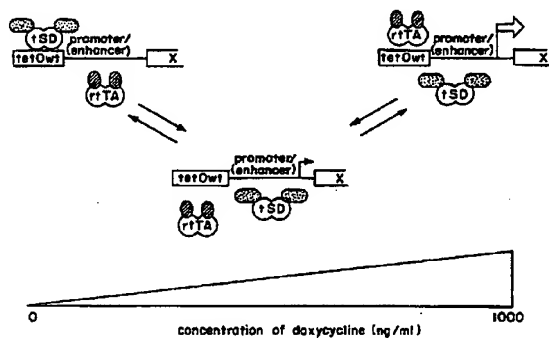 tSD
tetOwt
promoter/
(enhancer)
X
rtTA
rtTA
tetOwt
promoter/
(enhancer)
X
tSD
tetOwt
promoter/
(enhancer)
X
rtTA
tSD
0
1000
concentration of doxycycline (ng/ml)